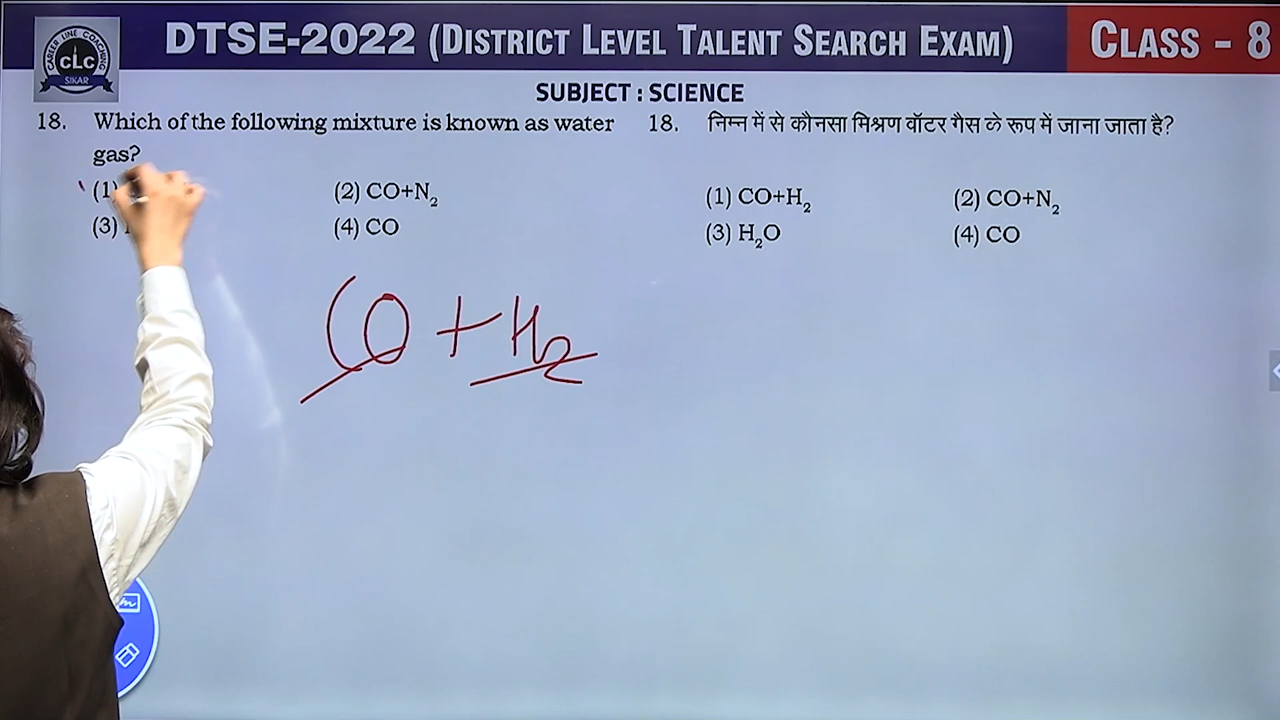 CAREER LINE COACHING
CLC
SIKAR
DTSE-2022 (DISTRICT LEVEL TALENT SEARCH EXAM)
CLASS - 8
SUBJECT : SCIENCE
18. Which of the following mixture is known as water
gas?
(1)
(2) CO+N₂
(3)
(4) CO
18. निम्न में से कौनसा मिश्रण वॉटर गैस के रूप में जाना जाता है?
(1) CO+H₂
(2) CO+N₂
(3) H₂O
(4) CO
CO + H₂